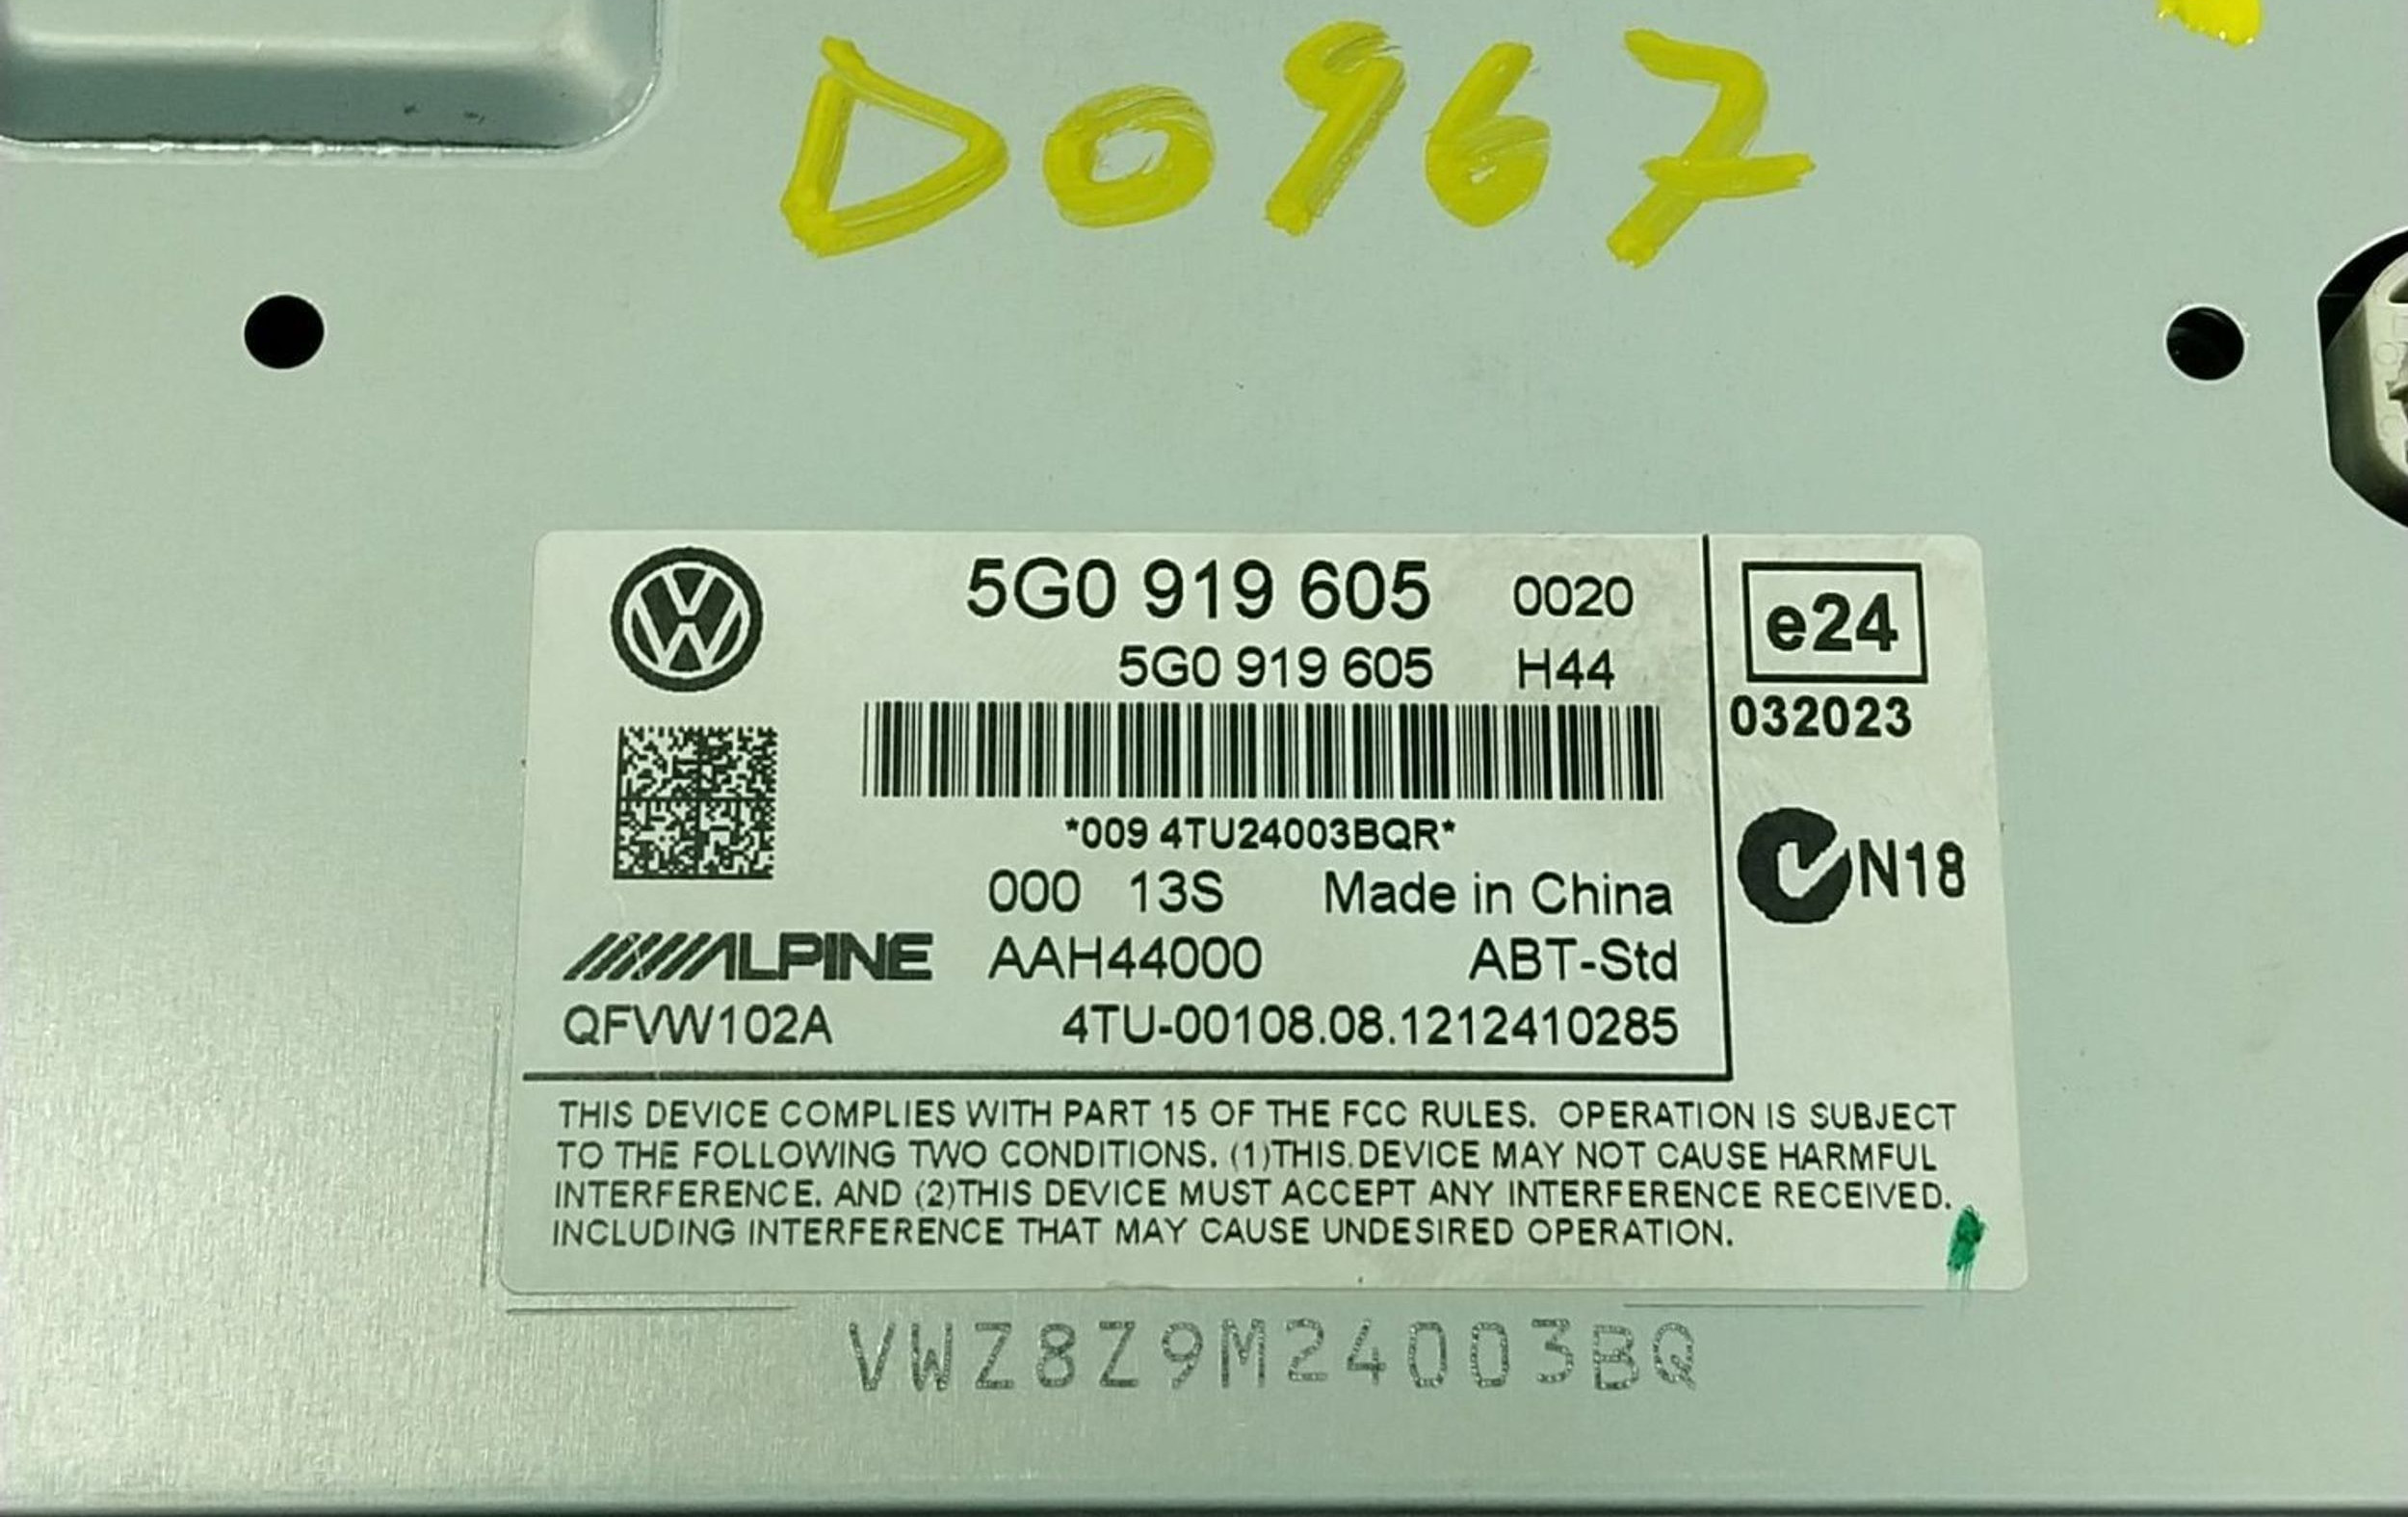 D0967
5G0 919 605 0020
5G0 919 605 H44
e24
032023
*009 4TU24003BQR*
000 13S Made in China
N18
ALPINE AAH44000 ABT-Std
QFVW102A 4TU-00108.08.1212410285
THIS DEVICE COMPLIES WITH PART 15 OF THE FCC RULES. OPERATION IS SUBJECT
TO THE FOLLOWING TWO CONDITIONS. (1)THIS.DEVICE MAY NOT CAUSE HARMFUL
INTERFERENCE. AND (2)THIS DEVICE MUST ACCEPT ANY INTERFERENCE RECEIVED.
INCLUDING INTERFERENCE THAT MAY CAUSE UNDESIRED OPERATION.
VWZ8Z9M24003BQ